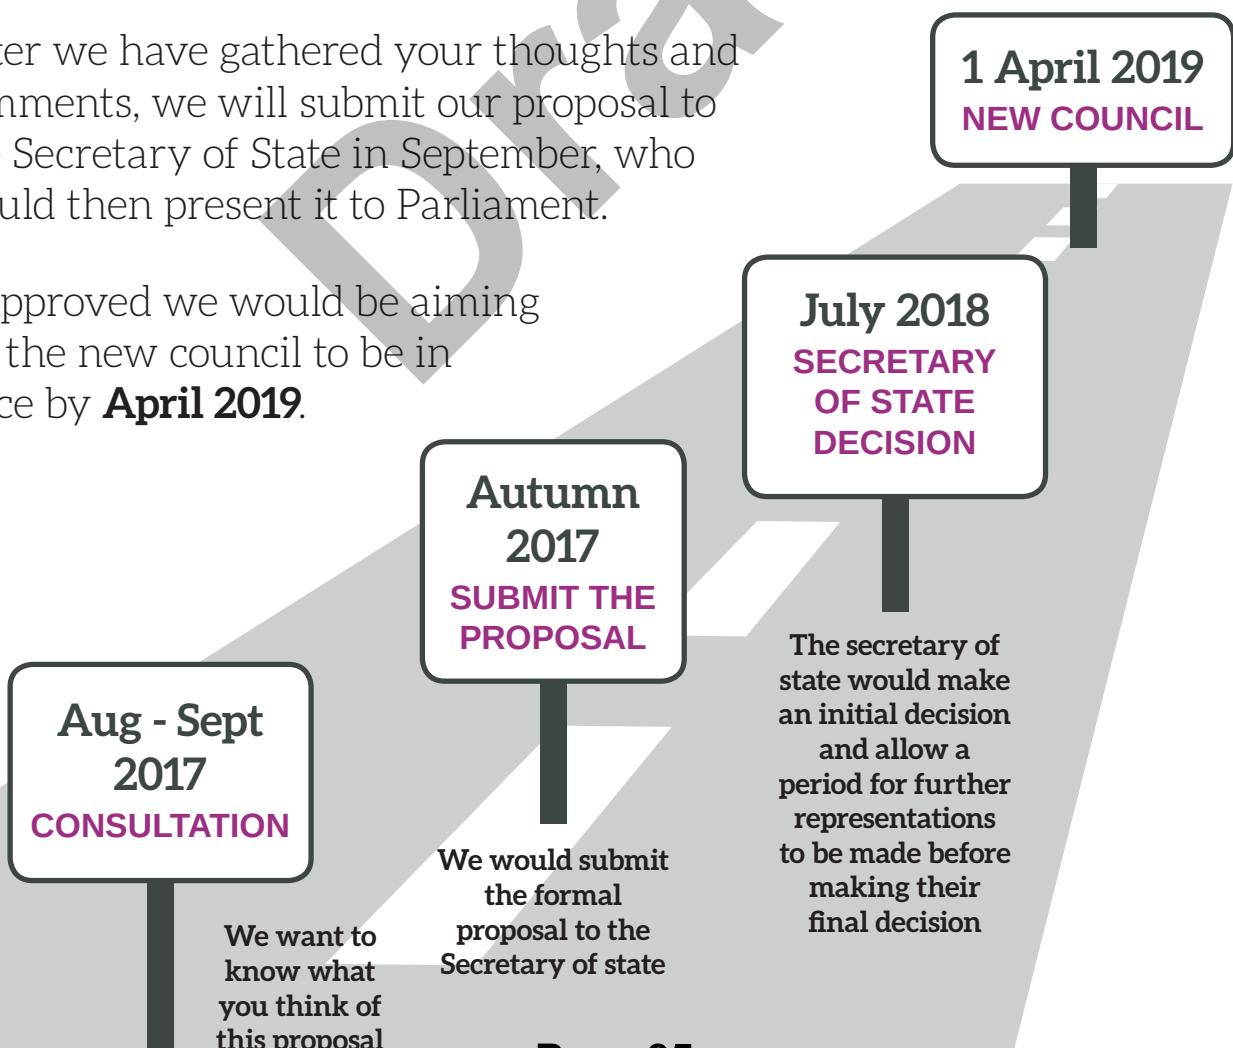 ter we have gathered your thoughts and
mments, we will submit our proposal to
Secretary of State in September, who
uld then present it to Parliament.
pproved we would be aiming
the new council to be in
ce by April 2019.
1 April 2019
NEW COUNCIL
July 2018
SECRETARY
OF STATE
DECISION
The secretary of
state would make
an initial decision
and allow a
period for further
representations
to be made before
making their
final decision
Autumn
2017
SUBMIT THE
PROPOSAL
We would submit
the formal
proposal to the
Secretary of state
Aug - Sept
2017
CONSULTATION
We want to
know what
you think of
this proposal
Dra